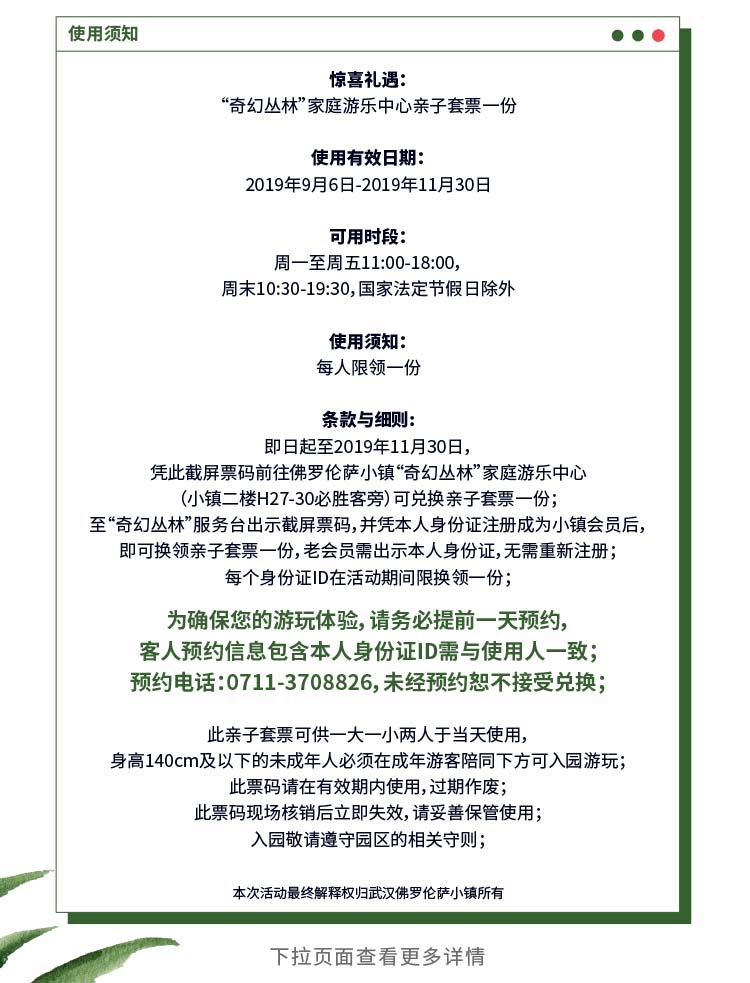 使用须知
惊喜礼遇：
“奇幻丛林”家庭游乐中心亲子套票一份
使用有效日期：
2019年9月6日-2019年11月30日
可用时段：
周一至周五11:00-18:00，
周末10:30-19:30，国家法定节假日除外
使用须知：
每人限领一份
条款与细则:
即日起至2019年11月30日，
凭此截屏票码前往佛罗伦萨小镇“奇幻丛林”家庭游乐中心
（小镇二楼H27-30必胜客旁）可兑换亲子套票一份；
至“奇幻丛林”服务台出示截屏票码，并凭本人身份证注册成为小镇会员后，
即可换领亲子套票一份，老会员需出示本人身份证，无需重新注册；
每个身份证ID在活动期间限换领一份；
为确保您的游玩体验，请务必提前一天预约，
客人预约信息包含本人身份证ID需与使用人一致；
预约电话：0711-3708826，未经预约恕不接受兑换；
此亲子套票可供一大一小两人于当天使用，
身高140cm及以下的未成年人必须在成年游客陪同下方可入园游玩；
此票码请在有效期内使用，过期作废；
此票码现场核销后立即失效，请妥善保管使用；
入园敬请遵守园区的相关守则；
本次活动最终解释权归武汉佛罗伦萨小镇所有
下拉页面查看更多详情